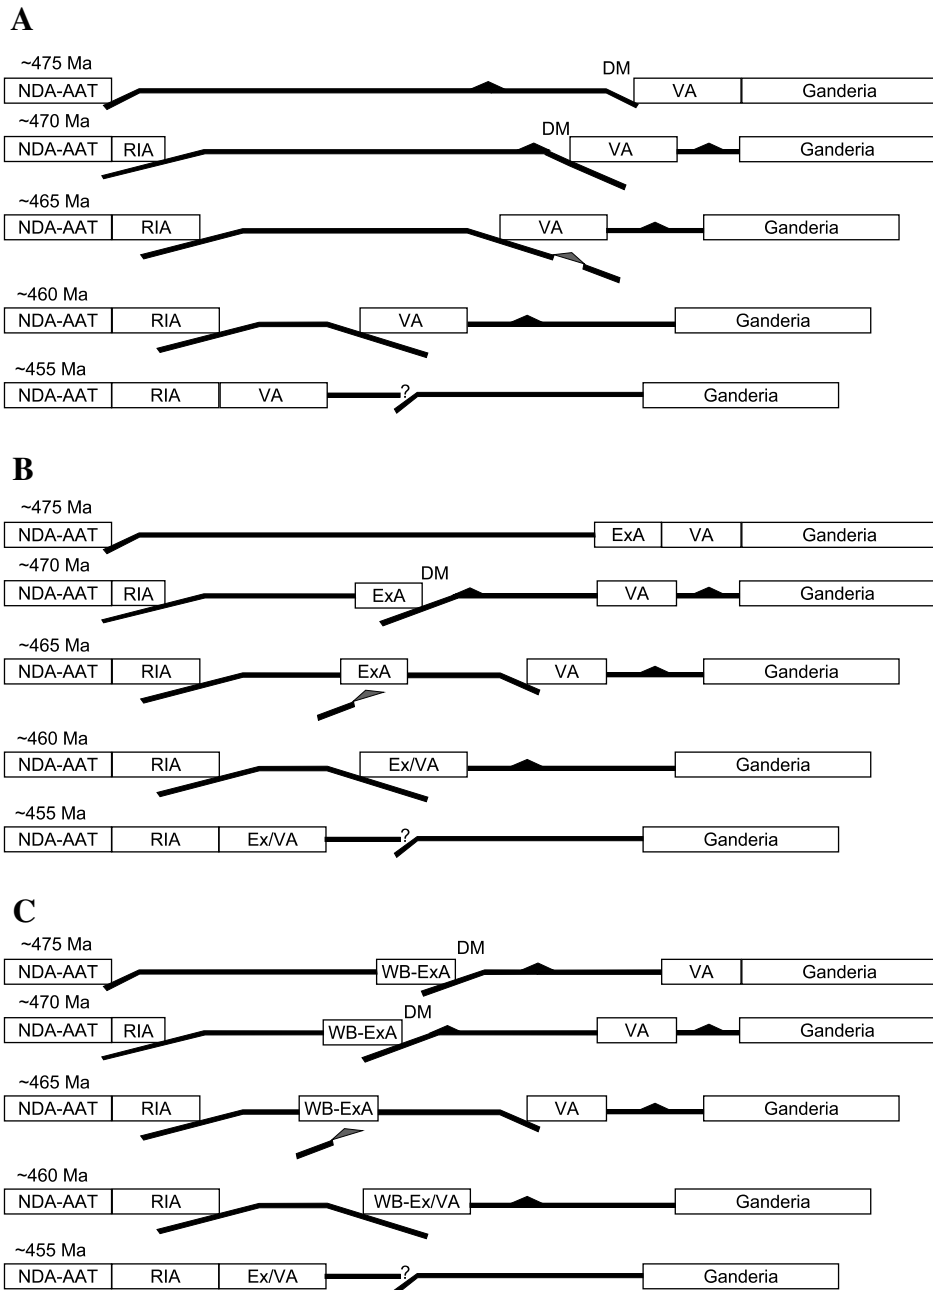 A
~475 Ma
DM
NDA-AAT VA Ganderia
~470 Ma
DM
NDA-AAT RIA VA Ganderia
~465 Ma
NDA-AAT RIA VA Ganderia
~460 Ma
NDA-AAT RIA VA Ganderia
~455 Ma
NDA-AAT RIA VA ? Ganderia
B
~475 Ma
NDA-AAT ExA VA Ganderia
~470 Ma
DM
NDA-AAT RIA ExA VA Ganderia
~465 Ma
NDA-AAT RIA ExA VA Ganderia
~460 Ma
NDA-AAT RIA Ex/VA Ganderia
~455 Ma
NDA-AAT RIA Ex/VA ? Ganderia
C
~475 Ma
DM
NDA-AAT WB-ExA VA Ganderia
~470 Ma
DM
NDA-AAT RIA WB-ExA VA Ganderia
~465 Ma
NDA-AAT RIA WB-ExA VA Ganderia
~460 Ma
NDA-AAT RIA WB-Ex/VA Ganderia
~455 Ma
NDA-AAT RIA Ex/VA ? Ganderia